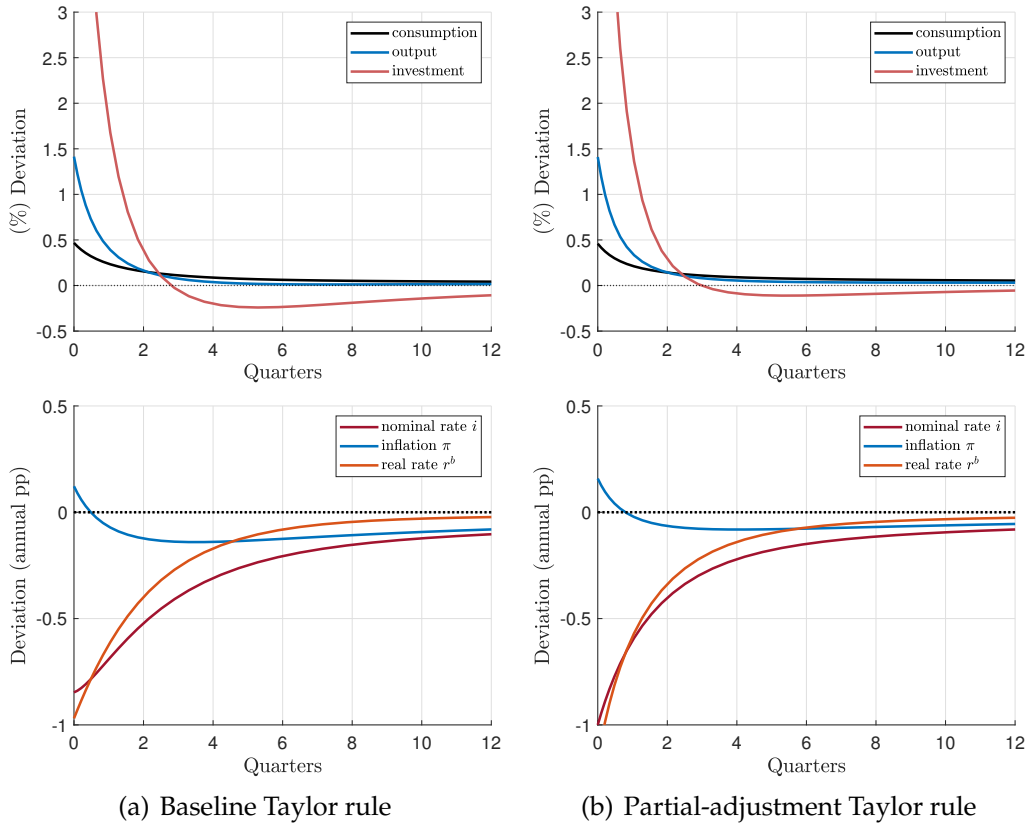 3
2.5
2
1.5
1
0.5
0
-0.5
(%) Deviation
consumption
output
investment
0 2 4 6 8 10 12
Quarters
3
2.5
2
1.5
1
0.5
0
-0.5
(%) Deviation
consumption
output
investment
0 2 4 6 8 10 12
Quarters
0.5
0
-0.5
-1
Deviation (annual pp)
nominal rate i
inflation π
real rate r^b
0 2 4 6 8 10 12
Quarters
0.5
0
-0.5
-1
Deviation (annual pp)
nominal rate i
inflation π
real rate r^b
0 2 4 6 8 10 12
Quarters
(a) Baseline Taylor rule
(b) Partial-adjustment Taylor rule